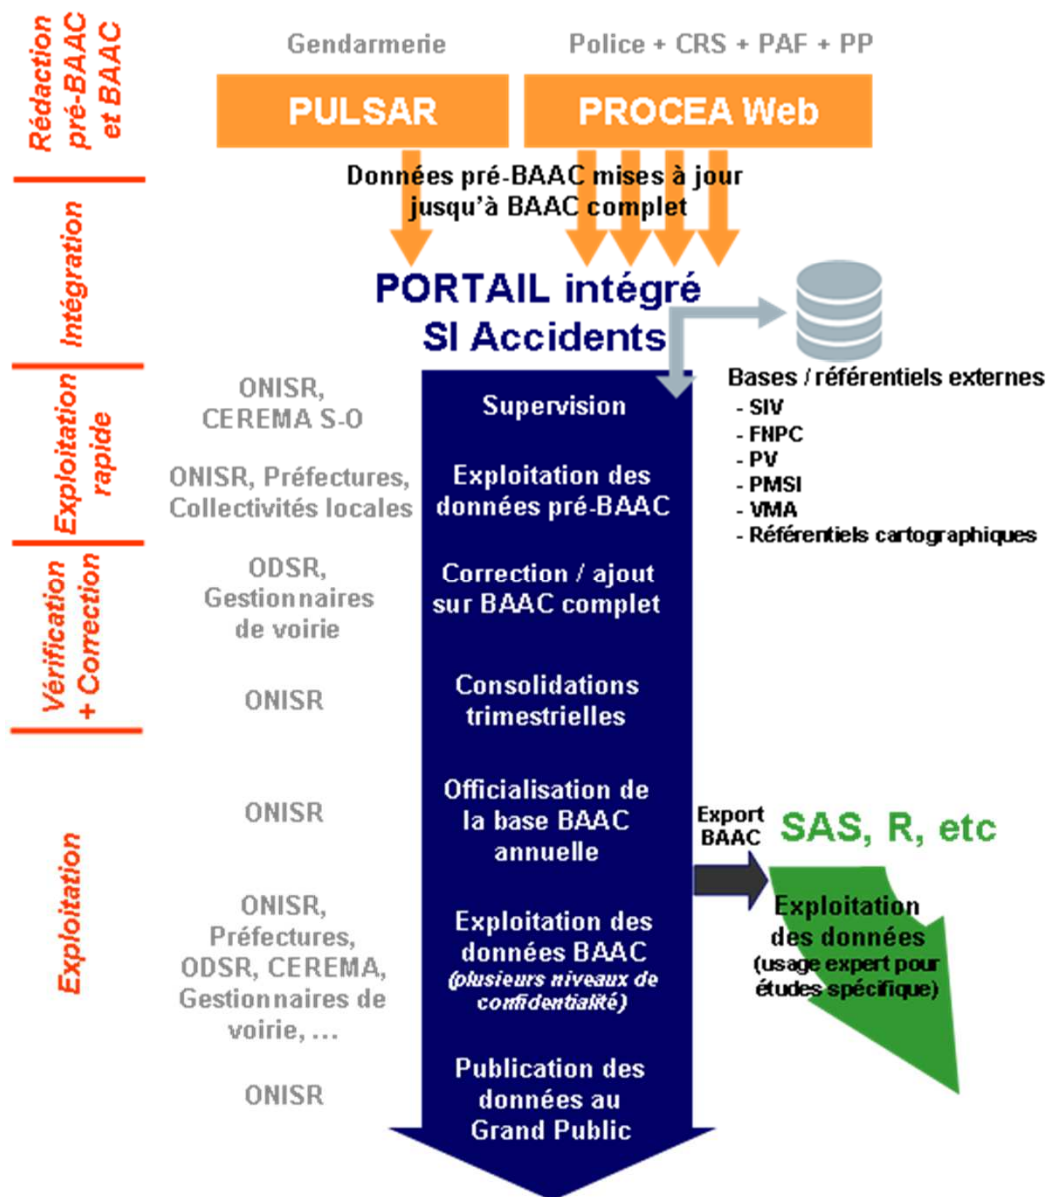 Rédaction
pré-BAAC
et BAAC
Gendarmerie
Police + CRS + PAF + PP
PULSAR
PROCEA Web
Données pré-BAAC mises à jour
jusqu'à BAAC complet
Intégration
PORTAIL intégré
SI Accidents
Bases / référentiels externes
- SIV
- FNPC
- PV
- PMSI
- VMA
- Référentiels cartographiques
Exploitation
rapide
ONISR,
CEREMA S-O
Supervision
ONISR, Préfectures,
Collectivités locales
Exploitation des
données pré-BAAC
Vérification
+ Correction
ODSR,
Gestionnaires
de voirie
Correction / ajout
sur BAAC complet
ONISR
Consolidations
trimestrielles
Exploitation
ONISR
Officialisation de
la base BAAC
annuelle
Export
BAAC
SAS, R, etc
Exploitation
des données
(usage expert pour
études spécifique)
ONISR,
Préfectures,
ODSR, CEREMA,
Gestionnaires de
voirie, ...
Exploitation des
données BAAC
(plusieurs niveaux de
confidentialité)
ONISR
Publication des
données au
Grand Public